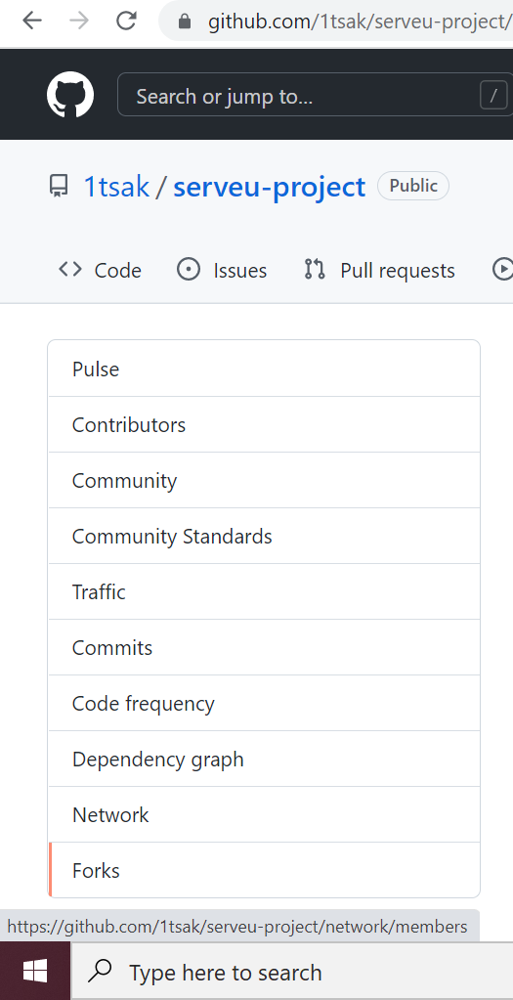 github.com/1tsak/serveu-project/
Search or jump to... /
1tsak / serveu-project Public
Code Issues Pull requests
Pulse
Contributors
Community
Community Standards
Traffic
Commits
Code frequency
Dependency graph
Network
Forks
https://github.com/1tsak/serveu-project/network/members
Type here to search